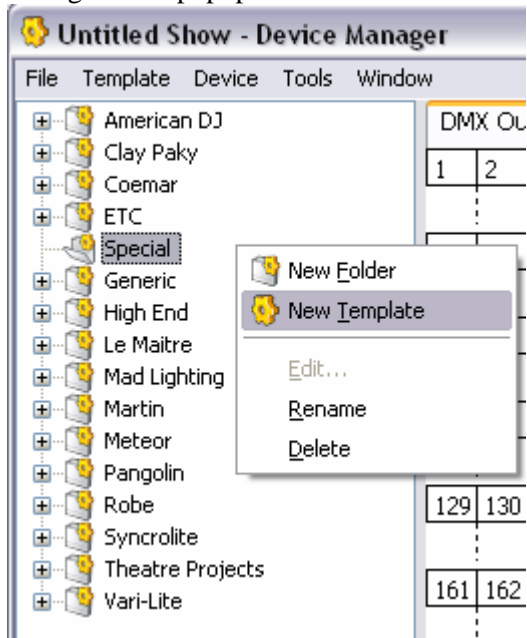 Untitled Show - Device Manager
File Template Device Tools Window
American DJ
Clay Paky
Coemar
ETC
Special
Generic
High End
Le Maitre
Mad Lighting
Martin
Meteor
Pangolin
Robe
Syncrolite
Theatre Projects
Vari-Lite
New Folder
New Template
Edit...
Rename
Delete
DMX Ou
1 2
129 130
161 162